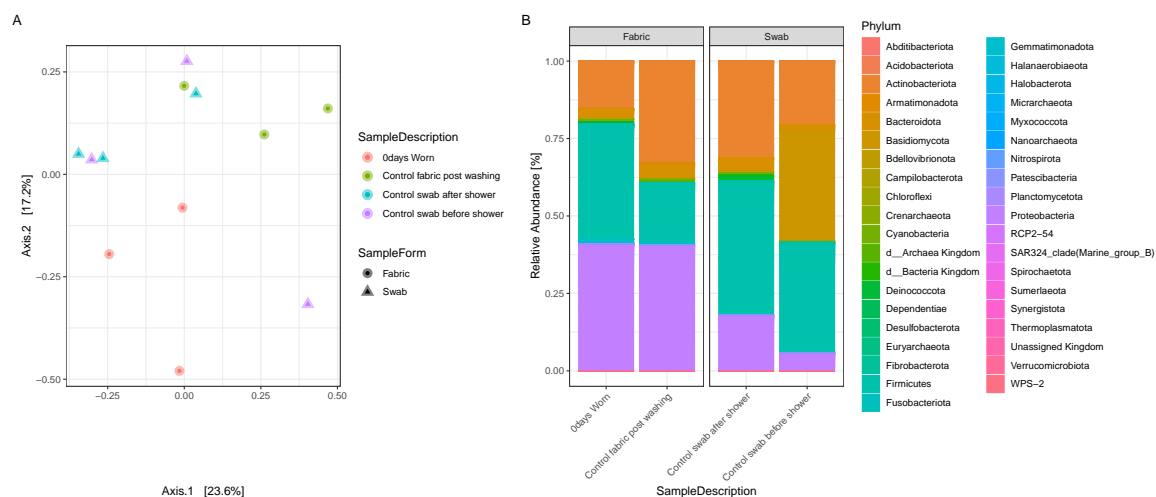 A
0.25
0.00
−0.25
−0.50
−0.25
0.00
0.25
0.50
Axis.2 [17.2%]
Axis.1 [23.6%]
SampleDescription
0days Worn
Control fabric post washing
Control swab after shower
Control swab before shower
SampleForm
Fabric
Swab
B
Fabric
Swab
1.00
0.75
0.50
0.25
0.00
Relative Abundance [%]
0days Worn
Control fabric post washing
Control swab after shower
Control swab before shower
SampleDescription
Phylum
Abditibacteriota
Acidobacteriota
Actinobacteriota
Armatimonadota
Bacteroidota
Basidiomycota
Bdellovibrionota
Campilobacterota
Chloroflexi
Crenarchaeota
Cyanobacteria
d__Archaea Kingdom
d__Bacteria Kingdom
Deinococcota
Dependentiae
Desulfobacterota
Euryarchaeota
Fibrobacterota
Firmicutes
Fusobacteriota
Gemmatimonadota
Halanaerobiaeota
Halobacterota
Micrarchaeota
Myxococcota
Nanoarchaeota
Nitrospirota
Patescibacteria
Planctomycetota
Proteobacteria
RCP2−54
SAR324_clade(Marine_group_B)
Spirochaetota
Sumerlaeota
Synergistota
Thermoplasmatota
Unassigned Kingdom
Verrucomicrobiota
WPS−2